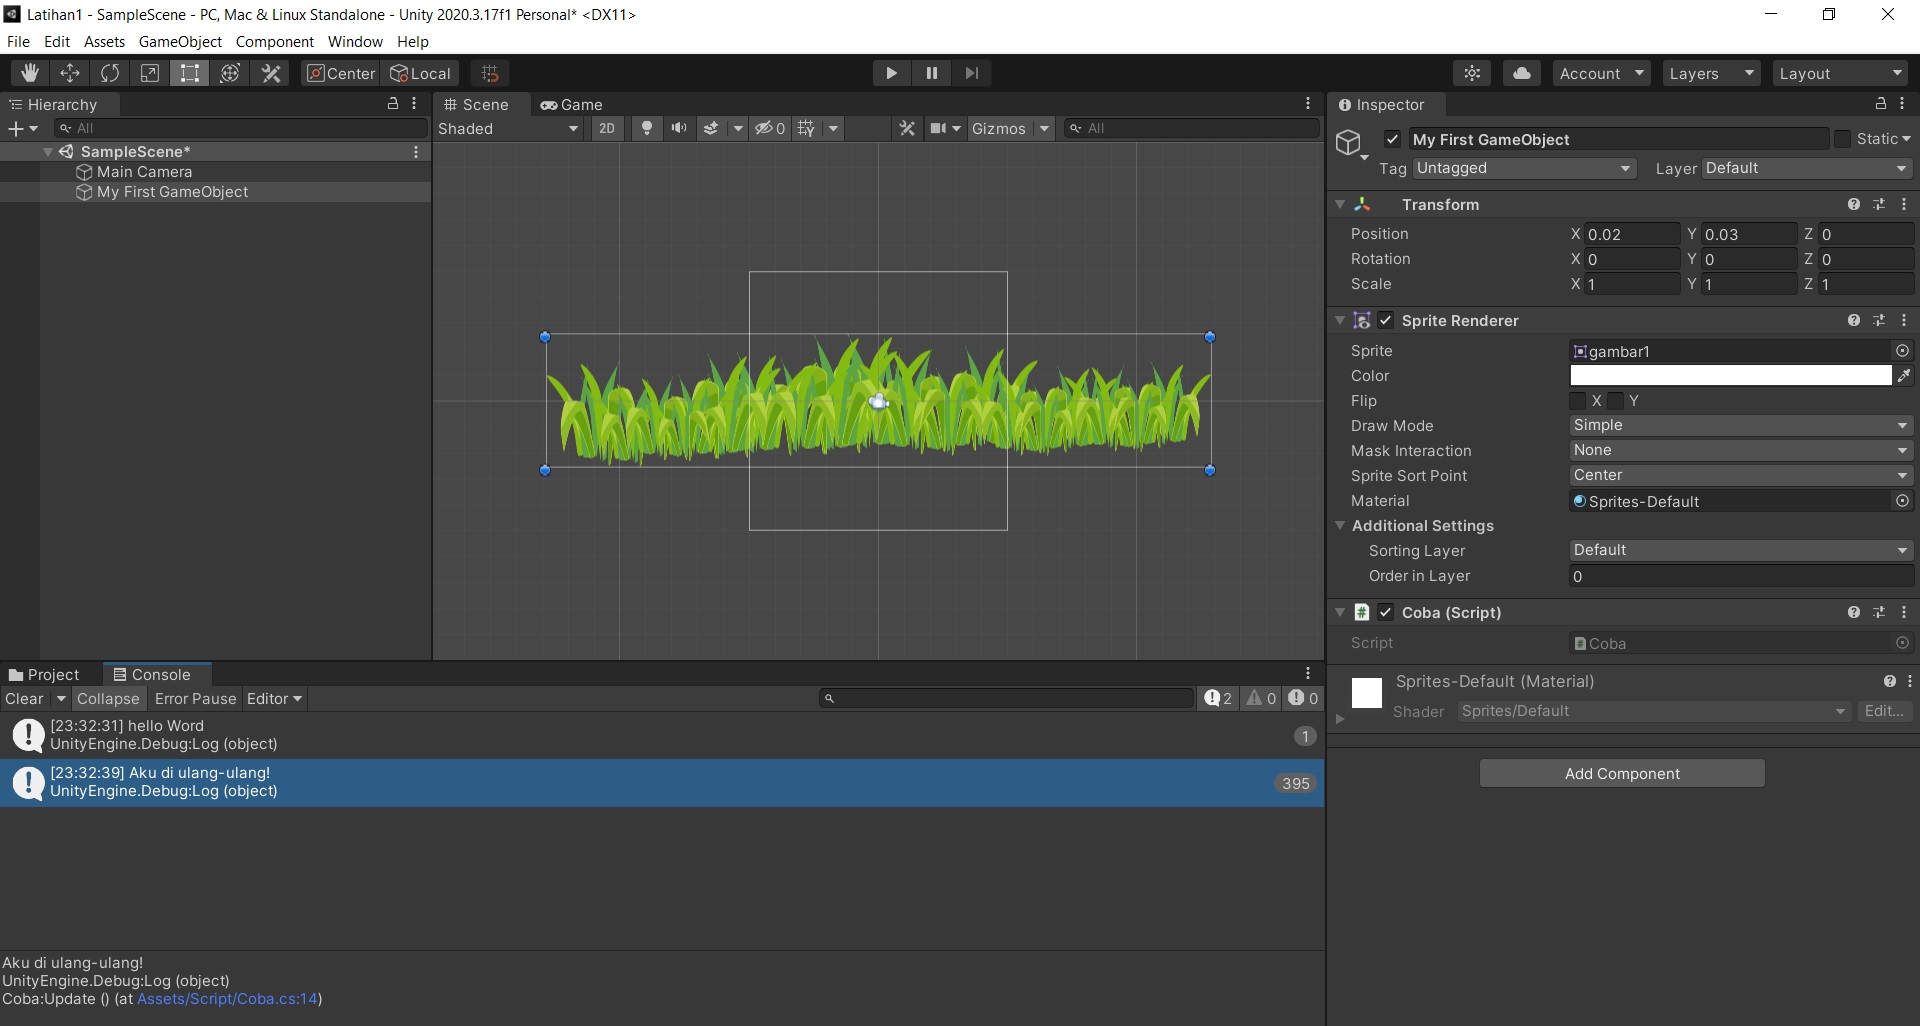 Latihan1 - SampleScene - PC, Mac & Linux Standalone - Unity 2020.3.17f1 Personal* <DX11>
File Edit Assets GameObject Component Window Help
Center Local Account Layers Layout
Hierarchy
All
SampleScene*
Main Camera
My First GameObject
Scene Game
Shaded 2D 0 Gizmos All
Inspector
My First GameObject Static
Tag Untagged Layer Default
Transform
Position X 0.02 Y 0.03 Z 0
Rotation X 0 Y 0 Z 0
Scale X 1 Y 1 Z 1
Sprite Renderer
Sprite gambar1
Color
Flip X Y
Draw Mode Simple
Mask Interaction None
Sprite Sort Point Center
Material Sprites-Default
Additional Settings
Sorting Layer Default
Order in Layer 0
Coba (Script)
Script Coba
Sprites-Default (Material)
Shader Sprites/Default Edit...
Add Component
Project Console
Clear Collapse Error Pause Editor 2 0 0
[23:32:31] hello Word
UnityEngine.Debug:Log (object)
1
[23:32:39] Aku di ulang-ulang!
UnityEngine.Debug:Log (object)
395
Aku di ulang-ulang!
UnityEngine.Debug:Log (object)
Coba:Update () (at Assets/Script/Coba.cs:14)